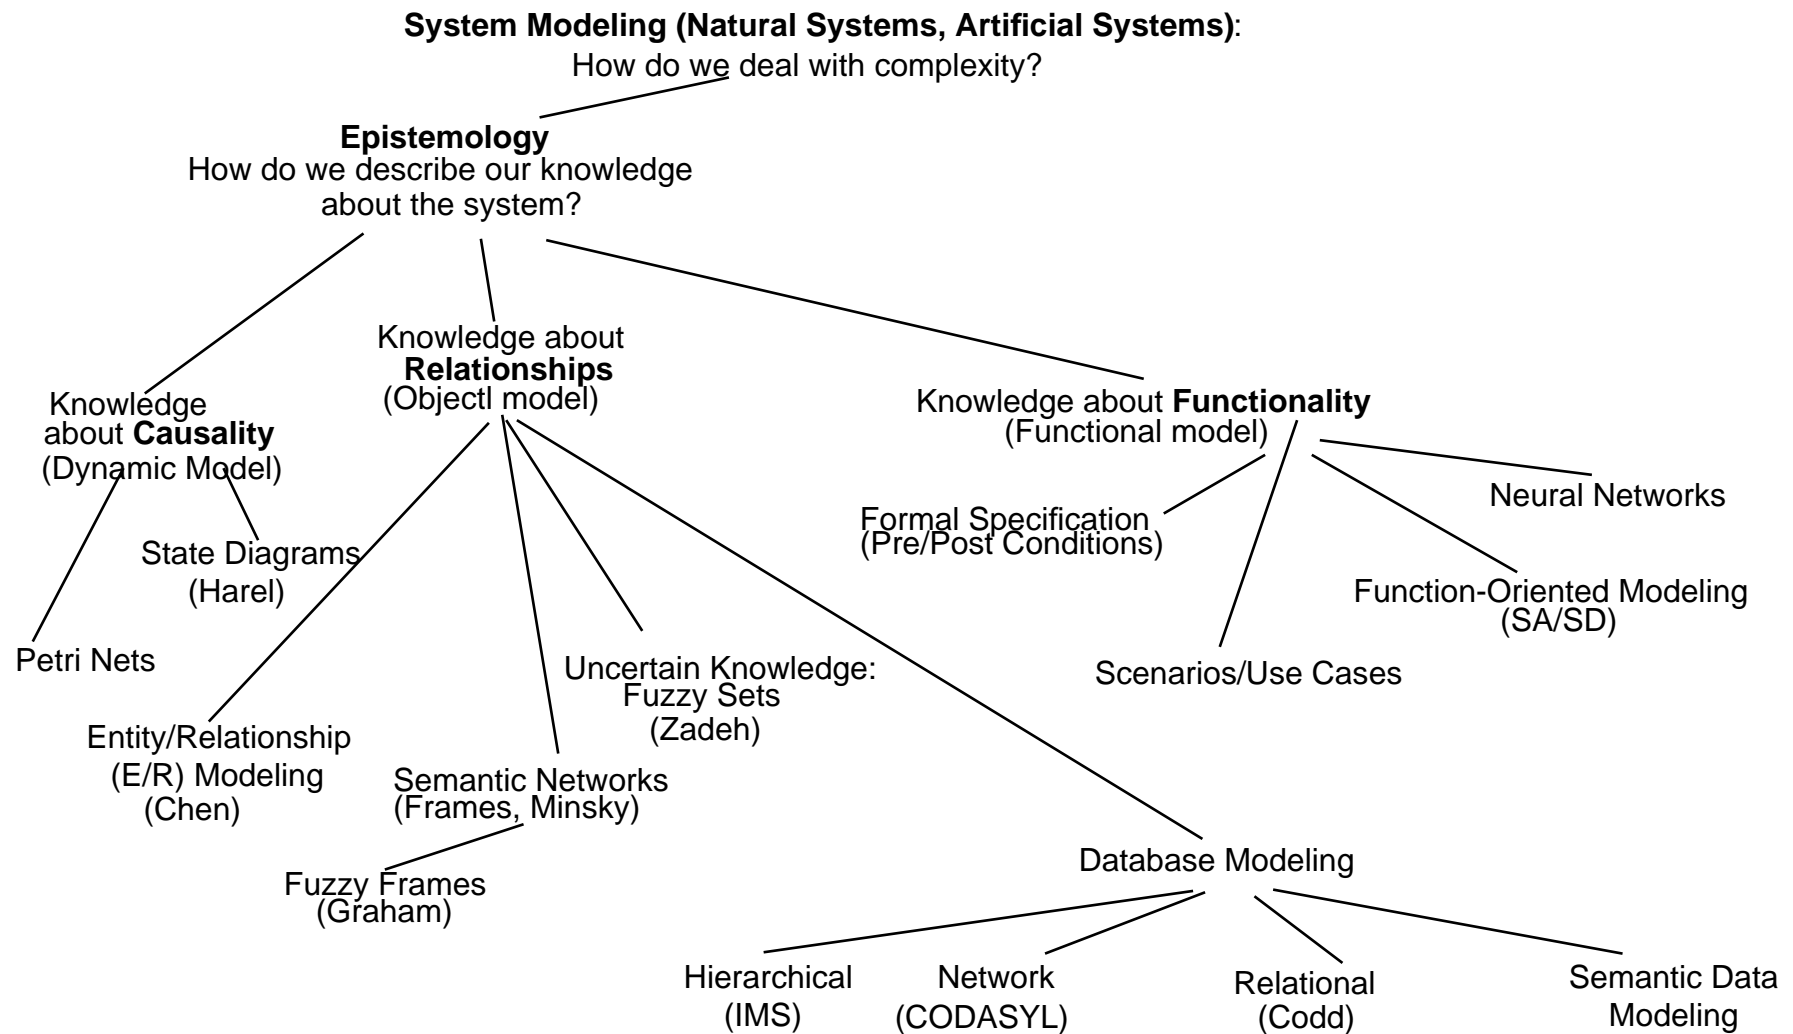 System Modeling (Natural Systems, Artificial Systems):
How do we deal with complexity?
Epistemology
How do we describe our knowledge
about the system?
Knowledge about
Relationships
(Objectl model)
Knowledge
about Causality
(Dynamic Model)
Knowledge about Functionality
(Functional model)
Neural Networks
Formal Specification
(Pre/Post Conditions)
State Diagrams
(Harel)
Function-Oriented Modeling
(SA/SD)
Petri Nets
Uncertain Knowledge:
Fuzzy Sets
(Zadeh)
Scenarios/Use Cases
Entity/Relationship
(E/R) Modeling
(Chen)
Semantic Networks
(Frames, Minsky)
Fuzzy Frames
(Graham)
Database Modeling
Hierarchical
(IMS)
Network
(CODASYL)
Relational
(Codd)
Semantic Data
Modeling